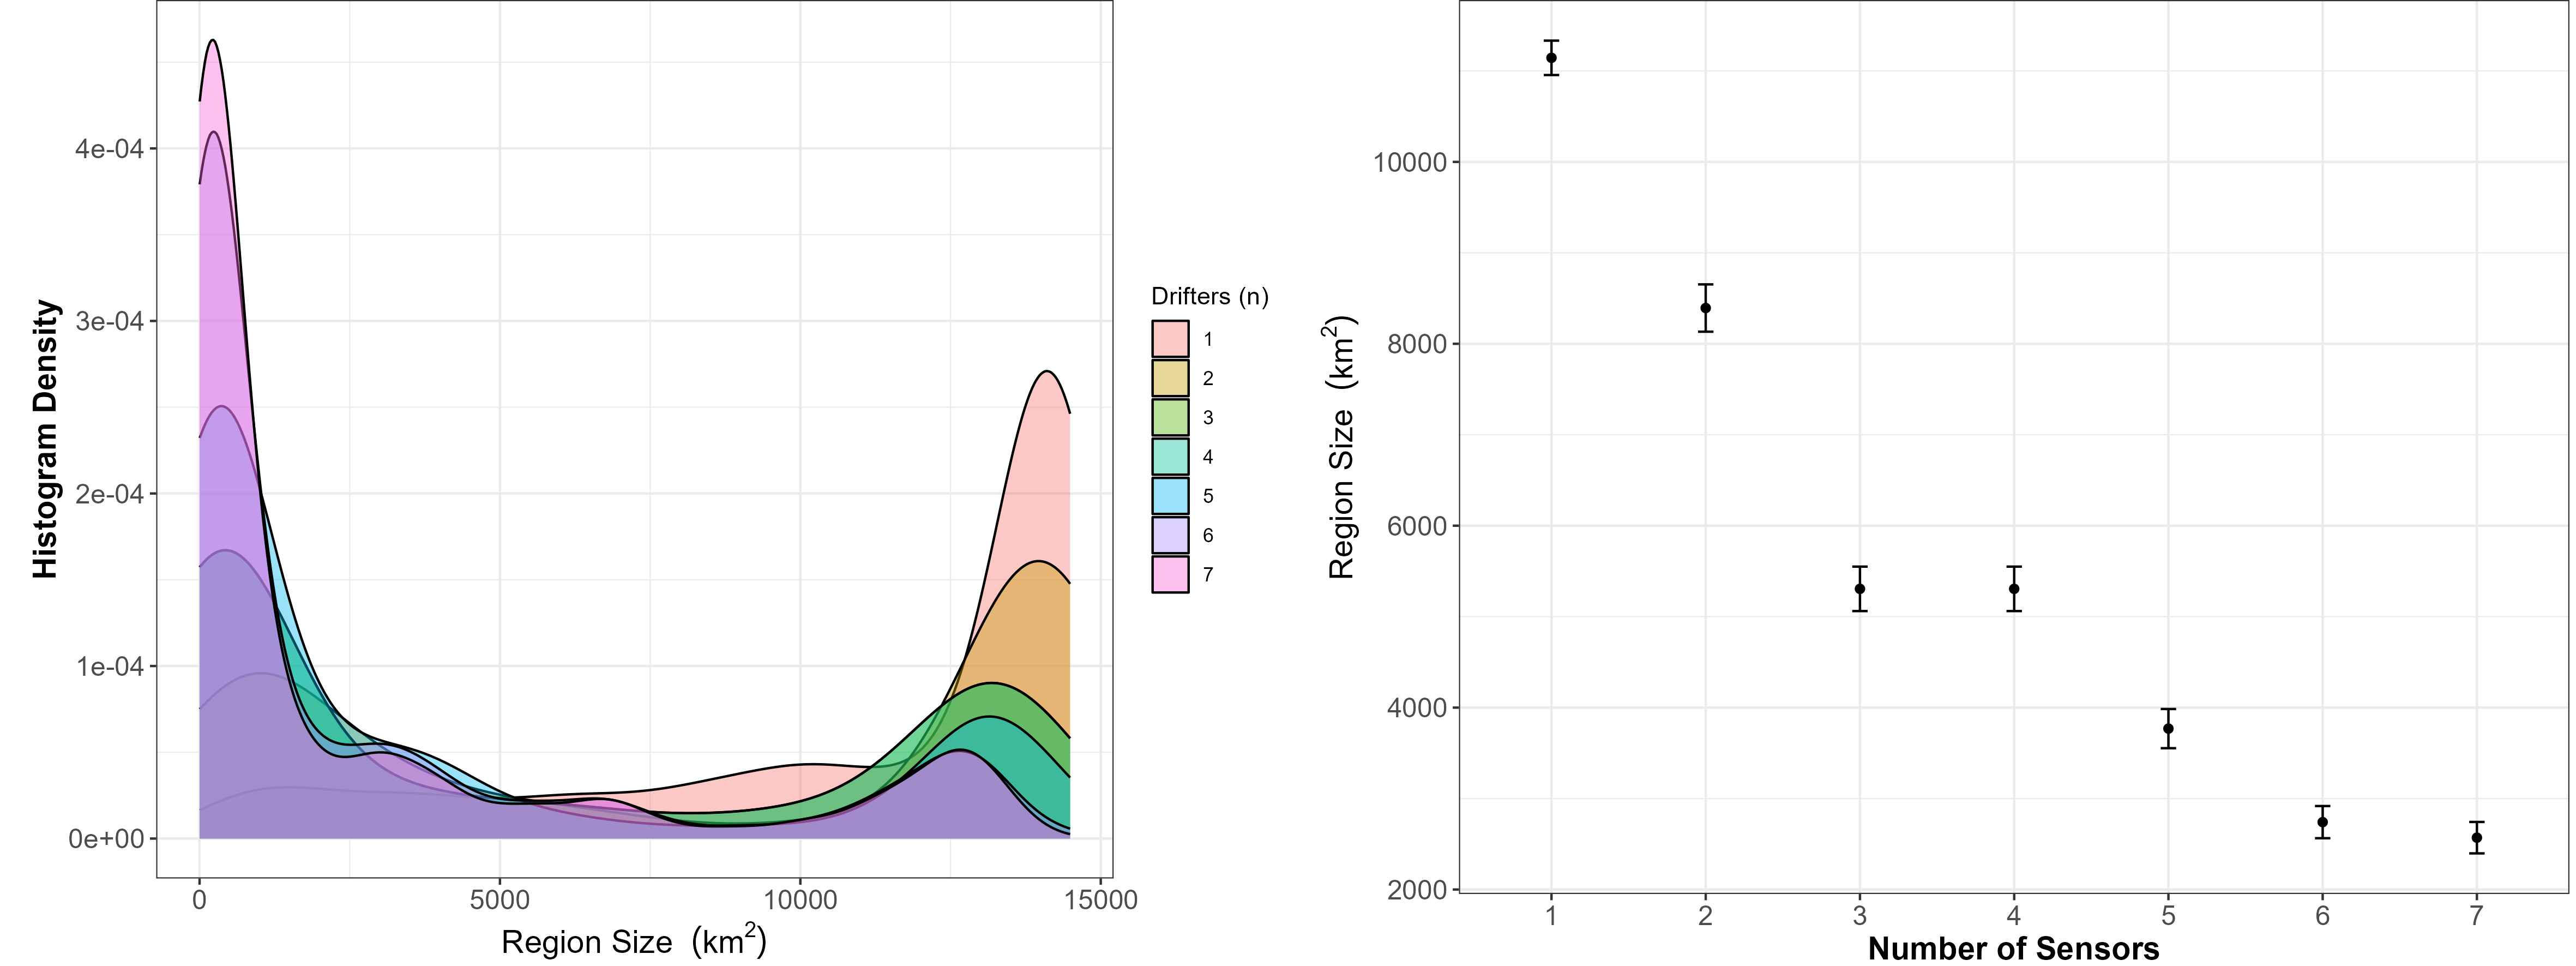 Histogram Density
4e-04
3e-04
2e-04
1e-04
0e+00
0 5000 10000 15000
Region Size (km²)
Drifters (n)
1
2
3
4
5
6
7
Region Size (km²)
10000
8000
6000
4000
2000
1 2 3 4 5 6 7
Number of Sensors